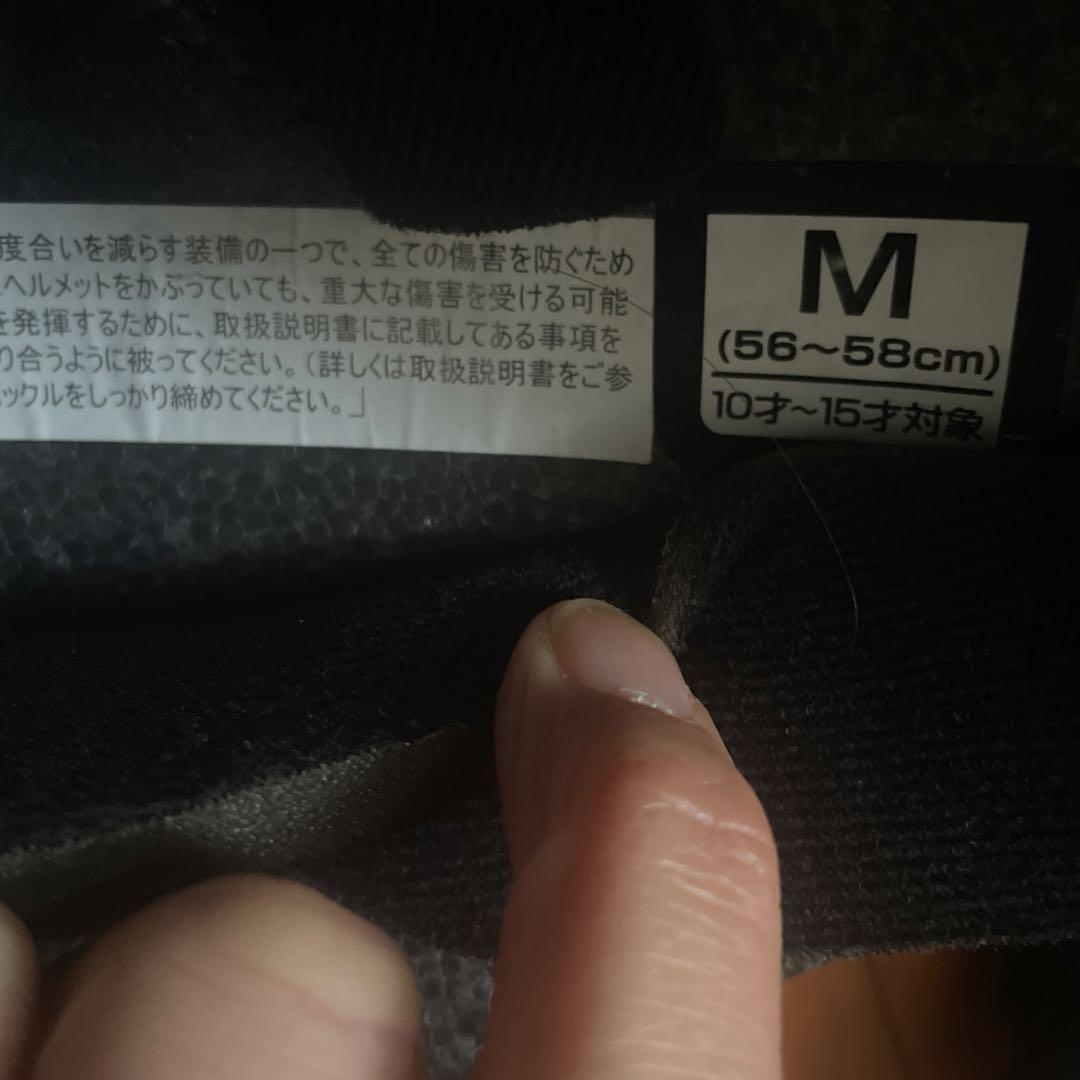 度合いを減らす装備の一つで、全ての傷害を防ぐため
ヘルメットをかぶっていても、重大な傷害を受ける可能
を発揮するために、取扱説明書に記載してある事項を
り合うように被ってください。(詳しくは取扱説明書をご参
ックルをしっかり締めてください。」
M
(56〜58cm)
10才〜15才対象